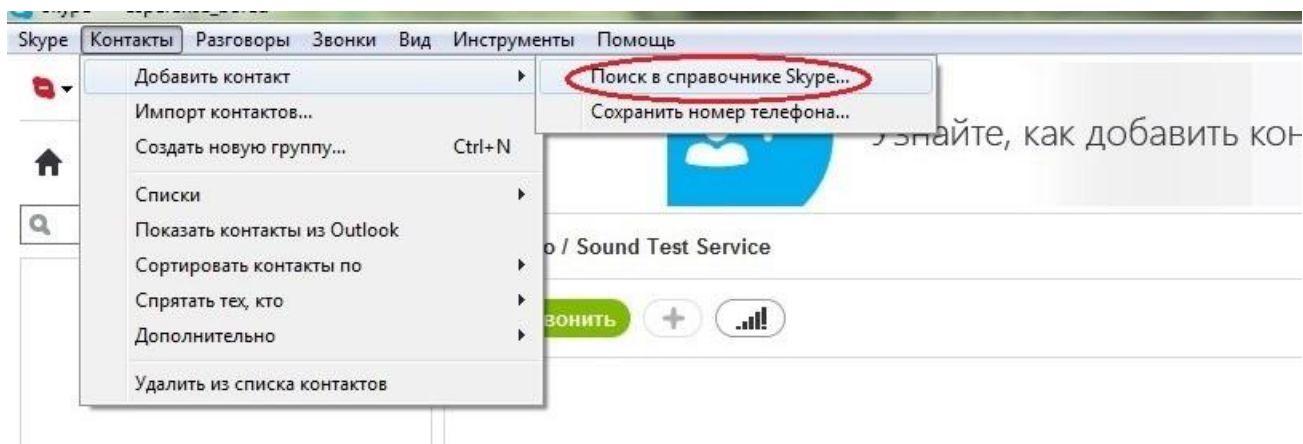 Skype Контакты Разговоры Звонки Вид Инструменты Помощь
Добавить контакт
Поиск в справочнике Skype...
Импорт контактов...
Сохранить номер телефона...
Создать новую группу... Ctrl+N
Узнайте, как добавить кон
Списки
Показать контакты из Outlook
o / Sound Test Service
Сортировать контакты по
Спрятать тех, кто
вонить
Дополнительно
Удалить из списка контактов